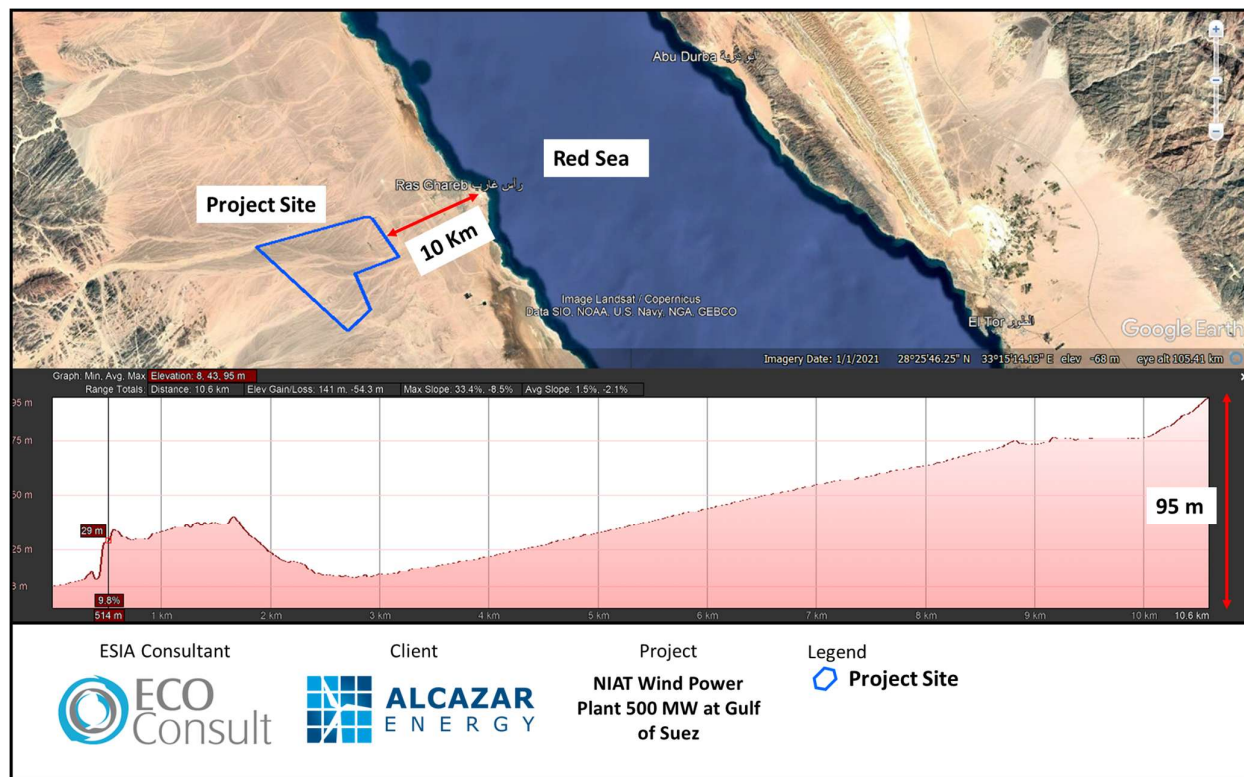 Abu Durba أبو دُرْبة
Red Sea
Ras Ghareb رأس غارب
Project Site
10 Km
Image Landsat / Copernicus
Data SIO, NOAA, U.S. Navy, NGA, GEBCO
El Tor الطور
Google Earth
Imagery Date: 1/1/2021 28°25'46.25" N 33°15'14.13" E elev -68 m eye alt 105.41 km
Graph: Min, Avg, Max Elevation: 8, 43, 95 m
Range Totals: Distance: 10.6 km Elev Gain/Loss: 141 m, -54.3 m Max Slope: 33.4%, -8.5% Avg Slope: 1.5%, -2.1%
95 m
75 m
50 m
95 m
29 m
25 m
8 m
9.8%
514 m 1 km 2 km 3 km 4 km 5 km 6 km 7 km 8 km 9 km 10 km 10.6 km
ESIA Consultant
ECO
Consult
Client
ALCAZAR
ENERGY
Project
NIAT Wind Power
Plant 500 MW at Gulf
of Suez
Legend
Project Site